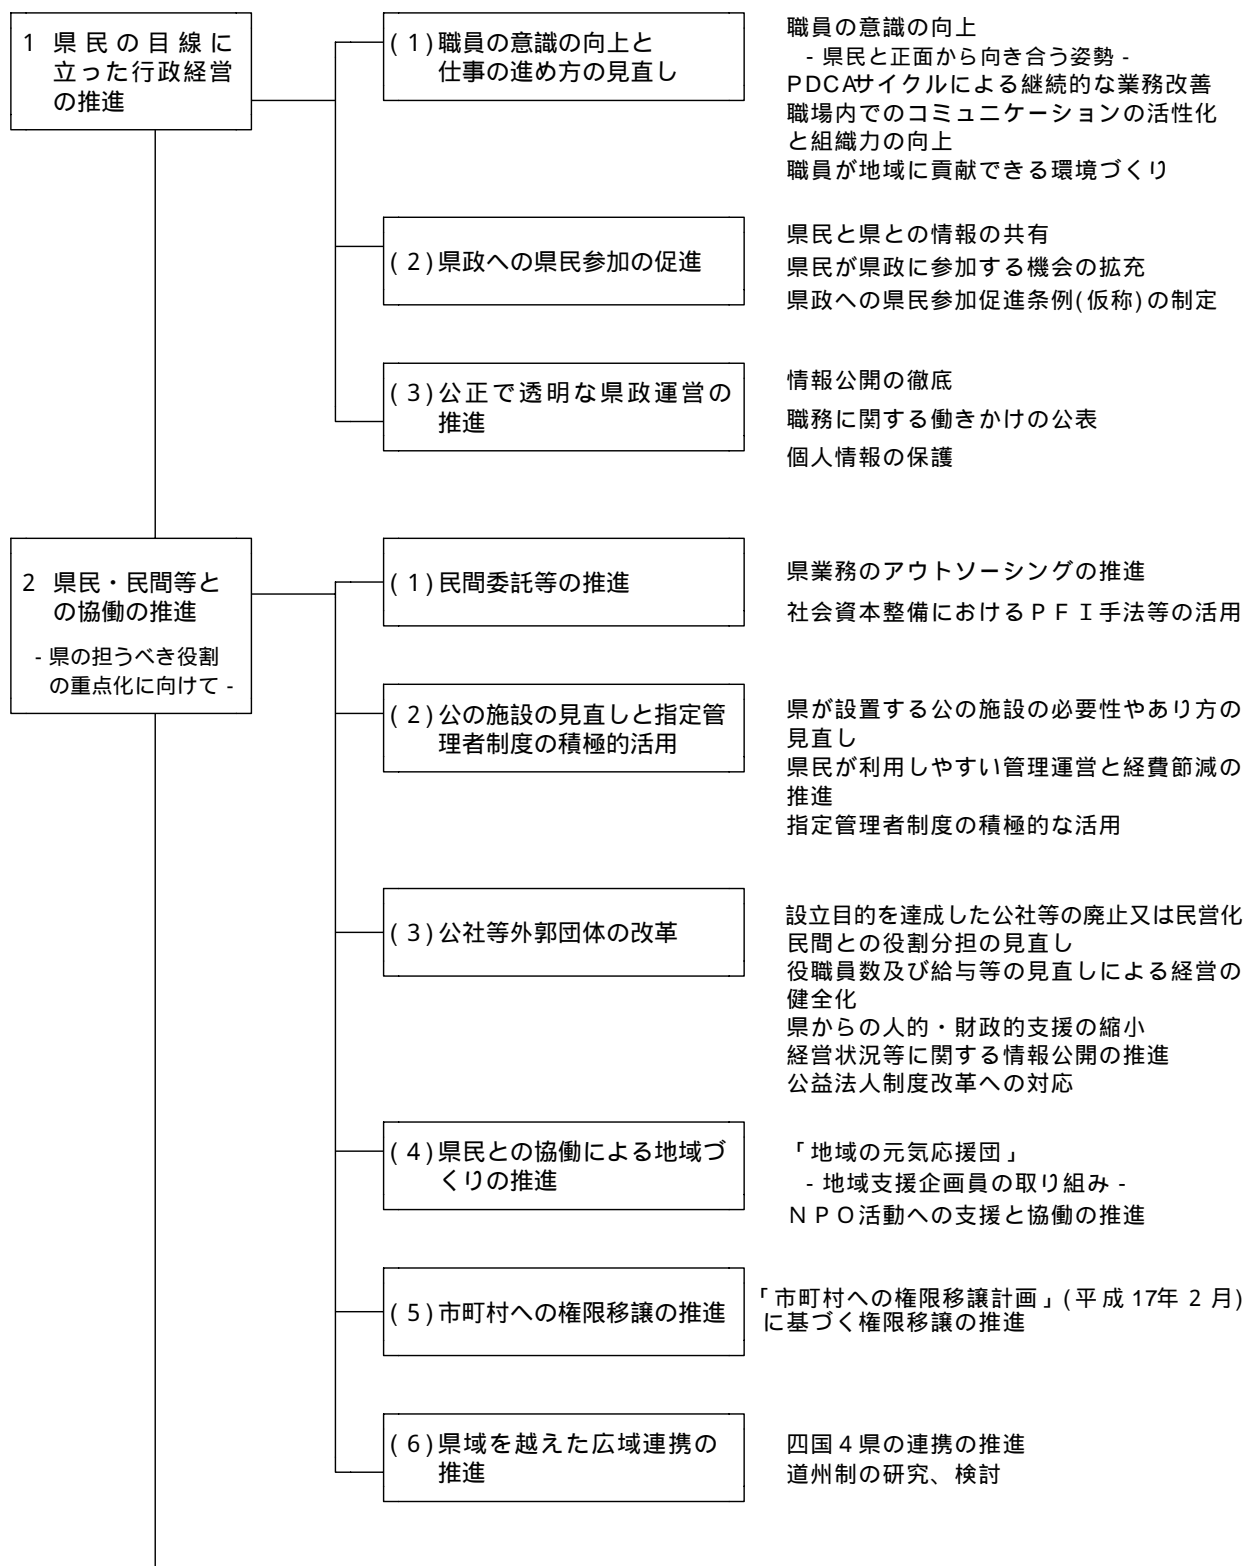 1 県民の目線に
立った行政経営
の推進
(1)職員の意識の向上と
仕事の進め方の見直し
職員の意識の向上
- 県民と正面から向き合う姿勢 -
PDCAサイクルによる継続的な業務改善
職場内でのコミュニケーションの活性化
と組織力の向上
職員が地域に貢献できる環境づくり
(2)県政への県民参加の促進
県民と県との情報の共有
県民が県政に参加する機会の拡充
県政への県民参加促進条例(仮称)の制定
(3)公正で透明な県政運営の
推進
情報公開の徹底
職務に関する働きかけの公表
個人情報の保護
2 県民・民間等と
の協働の推進
- 県の担うべき役割
の重点化に向けて -
(1)民間委託等の推進
県業務のアウトソーシングの推進
社会資本整備におけるPFI手法等の活用
(2)公の施設の見直しと指定管
理者制度の積極的活用
県が設置する公の施設の必要性やあり方の
見直し
県民が利用しやすい管理運営と経費節減の
推進
指定管理者制度の積極的な活用
(3)公社等外郭団体の改革
設立目的を達成した公社等の廃止又は民営化
民間との役割分担の見直し
役職員数及び給与等の見直しによる経営の
健全化
県からの人的・財政的支援の縮小
経営状況等に関する情報公開の推進
公益法人制度改革への対応
(4)県民との協働による地域づ
くりの推進
「地域の元気応援団」
- 地域支援企画員の取り組み -
NPO活動への支援と協働の推進
(5)市町村への権限移譲の推進
「市町村への権限移譲計画」(平成17年2月)
に基づく権限移譲の推進
(6)県域を越えた広域連携の
推進
四国4県の連携の推進
道州制の研究、検討